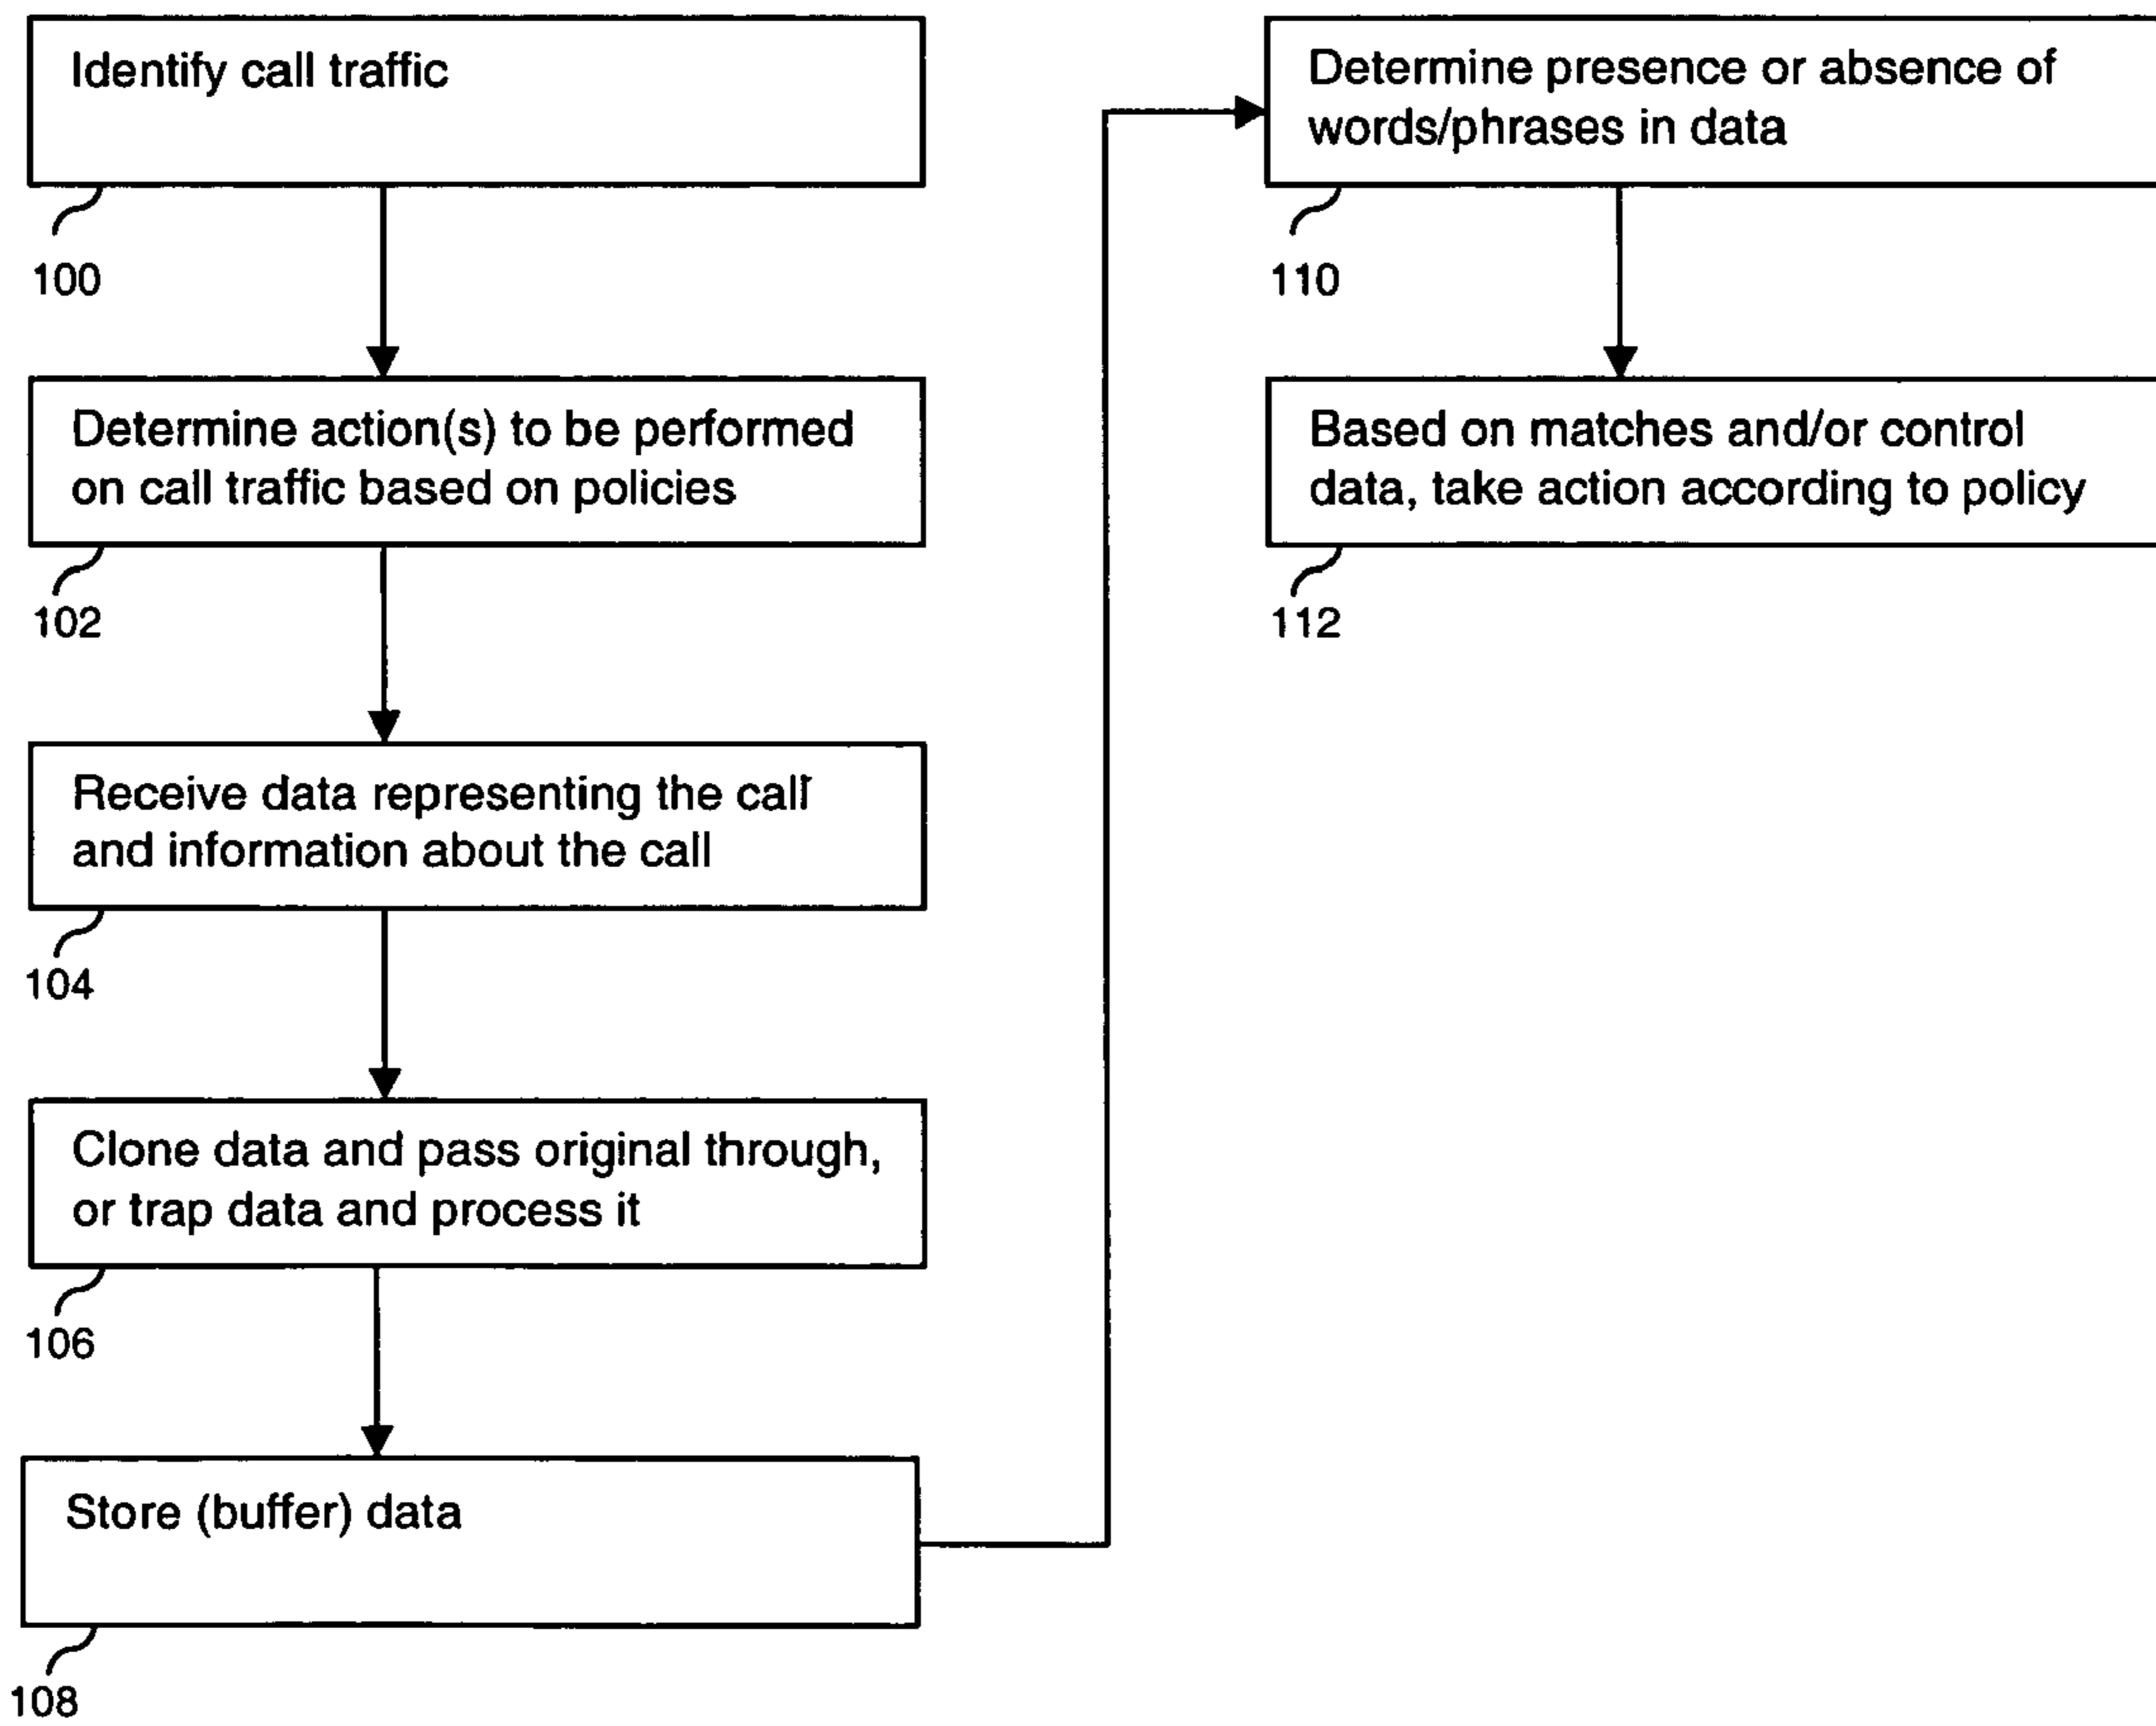 Identify call traffic
100
Determine action(s) to be performed
on call traffic based on policies
102
Receive data representing the call
and information about the call
104
Clone data and pass original through,
or trap data and process it
106
Store (buffer) data
108
Determine presence or absence of
words/phrases in data
110
Based on matches and/or control
data, take action according to policy
112